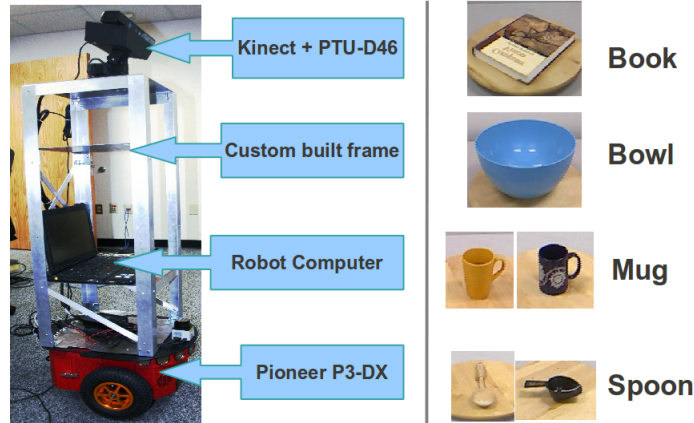 Kinect + PTU-D46
Custom built frame
Robot Computer
Pioneer P3-DX
Book
Bowl
Mug
Spoon